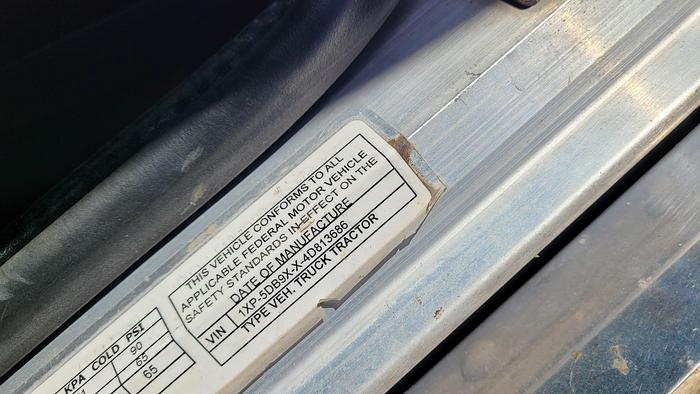 THIS VEHICLE CONFORMS TO ALL
APPLICABLE FEDERAL MOTOR VEHICLE
SAFETY STANDARDS IN EFFECT ON THE
DATE OF MANUFACTURE
VIN 1XP-5DB9X-X-4D813686
TYPE VEH. TRUCK TRACTOR
KPA COLD PSI
90
65
65